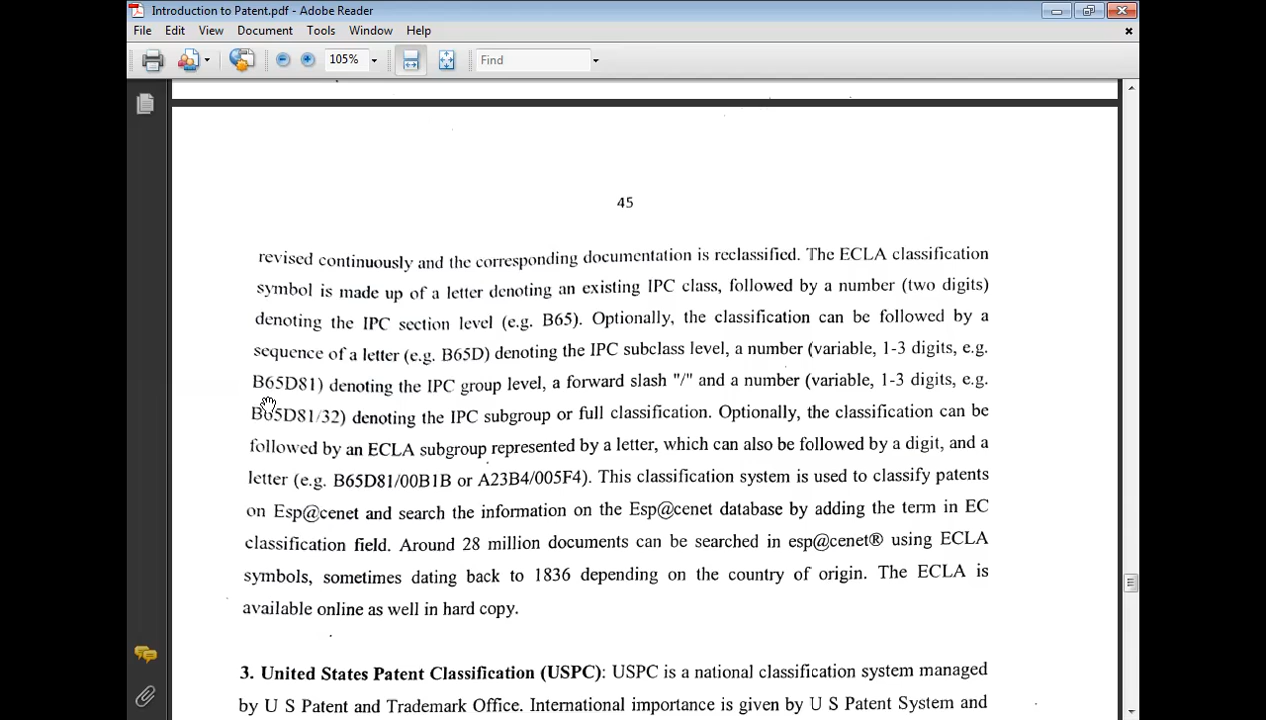 Introduction to Patent.pdf - Adobe Reader
File Edit View Document Tools Window Help
105% Find
45
revised continuously and the corresponding documentation is reclassified. The ECLA classification
symbol is made up of a letter denoting an existing IPC class, followed by a number (two digits)
denoting the IPC section level (e.g. B65). Optionally, the classification can be followed by a
sequence of a letter (e.g. B65D) denoting the IPC subclass level, a number (variable, 1-3 digits, e.g.
B65D81) denoting the IPC group level, a forward slash "/" and a number (variable, 1-3 digits, e.g.
B65D81/32) denoting the IPC subgroup or full classification. Optionally, the classification can be
followed by an ECLA subgroup represented by a letter, which can also be followed by a digit, and a
letter (e.g. B65D81/00B1B or A23B4/005F4). This classification system is used to classify patents
on Esp@cenet and search the information on the Esp@cenet database by adding the term in EC
classification field. Around 28 million documents can be searched in esp@cenet® using ECLA
symbols, sometimes dating back to 1836 depending on the country of origin. The ECLA is
available online as well in hard copy.
3. United States Patent Classification (USPC): USPC is a national classification system managed
by U S Patent and Trademark Office. International importance is given by U S Patent System and